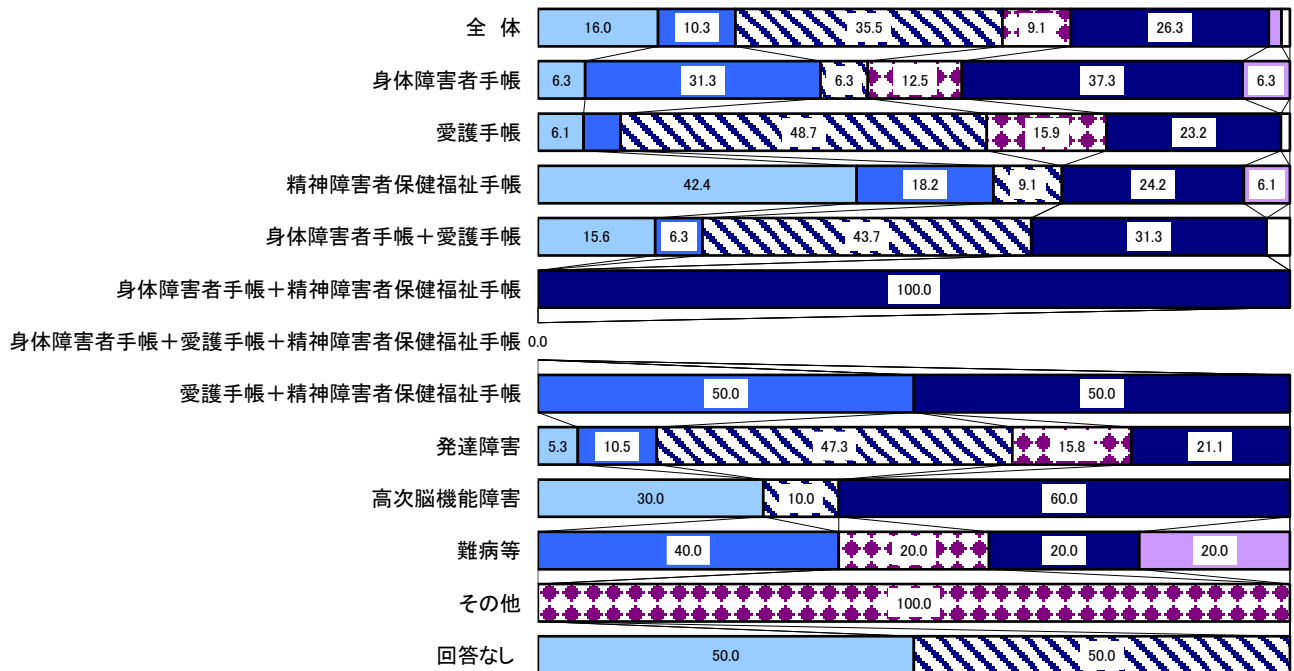 全 体 16.0 10.3 35.5 9.1 26.3
身体障害者手帳 6.3 31.3 6.3 12.5 37.3 6.3
愛護手帳 6.1 48.7 15.9 23.2
精神障害者保健福祉手帳 42.4 18.2 9.1 24.2 6.1
身体障害者手帳＋愛護手帳 15.6 6.3 43.7 31.3
身体障害者手帳＋精神障害者保健福祉手帳 100.0
身体障害者手帳＋愛護手帳＋精神障害者保健福祉手帳 0.0
愛護手帳＋精神障害者保健福祉手帳 50.0 50.0
発達障害 5.3 10.5 47.3 15.8 21.1
高次脳機能障害 30.0 10.0 60.0
難病等 40.0 20.0 20.0 20.0
その他 100.0
回答なし 50.0 50.0